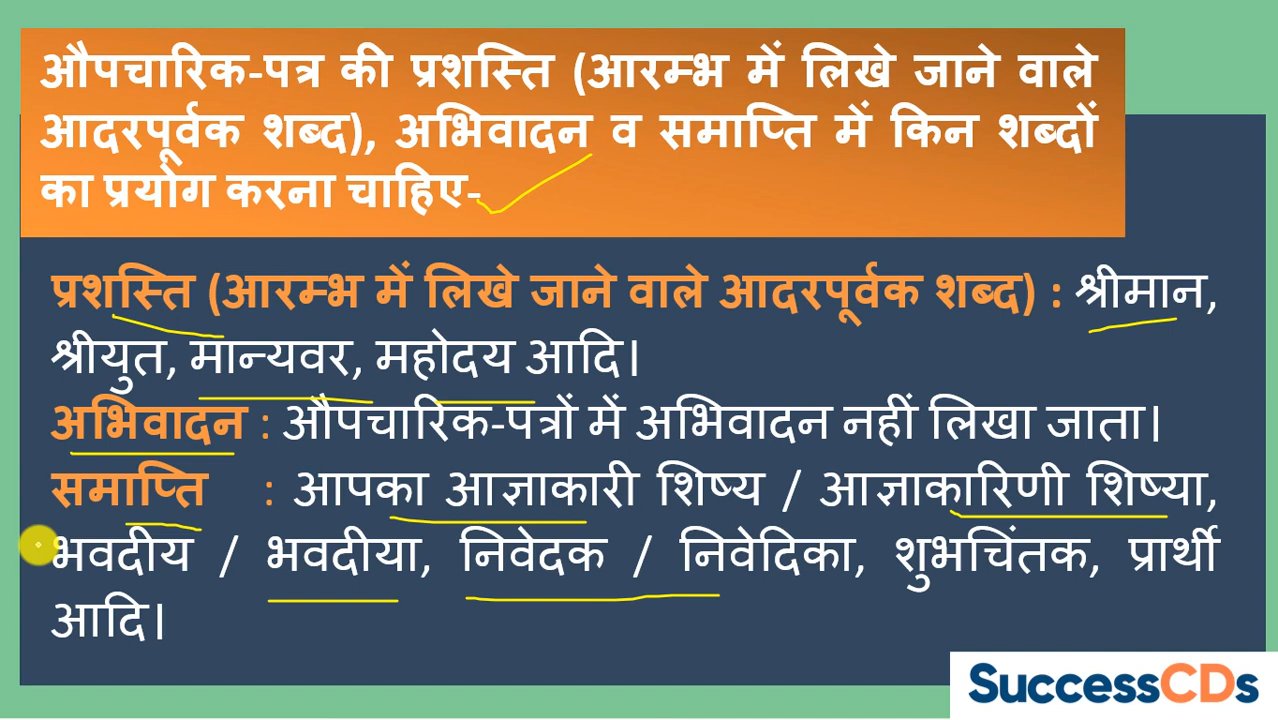 औपचारिक-पत्र की प्रशस्ति (आरम्भ में लिखे जाने वाले
आदरपूर्वक शब्द), अभिवादन व समाप्ति में किन शब्दों
का प्रयोग करना चाहिए-
प्रशस्ति (आरम्भ में लिखे जाने वाले आदरपूर्वक शब्द) : श्रीमान,
श्रीयुत, मान्यवर, महोदय आदि।
अभिवादन : औपचारिक-पत्रों में अभिवादन नहीं लिखा जाता।
समाप्ति : आपका आज्ञाकारी शिष्य / आज्ञाकारिणी शिष्या,
भवदीय / भवदीया, निवेदक / निवेदिका, शुभचिंतक, प्रार्थी
आदि।
SuccessCDs